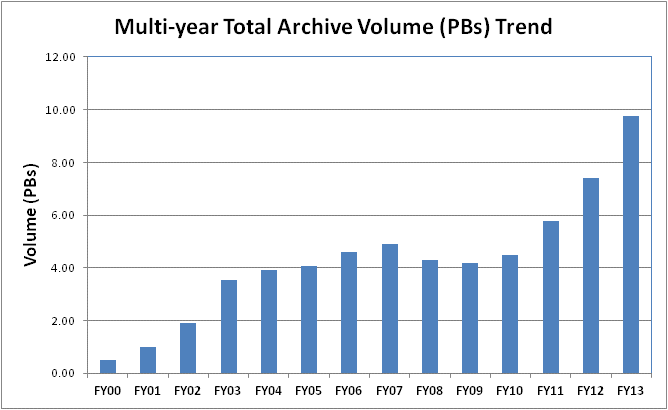 Multi-year Total Archive Volume (PBs) Trend
12.00
10.00
8.00
6.00
4.00
2.00
0.00
Volume (PBs)
FY00 FY01 FY02 FY03 FY04 FY05 FY06 FY07 FY08 FY09 FY10 FY11 FY12 FY13